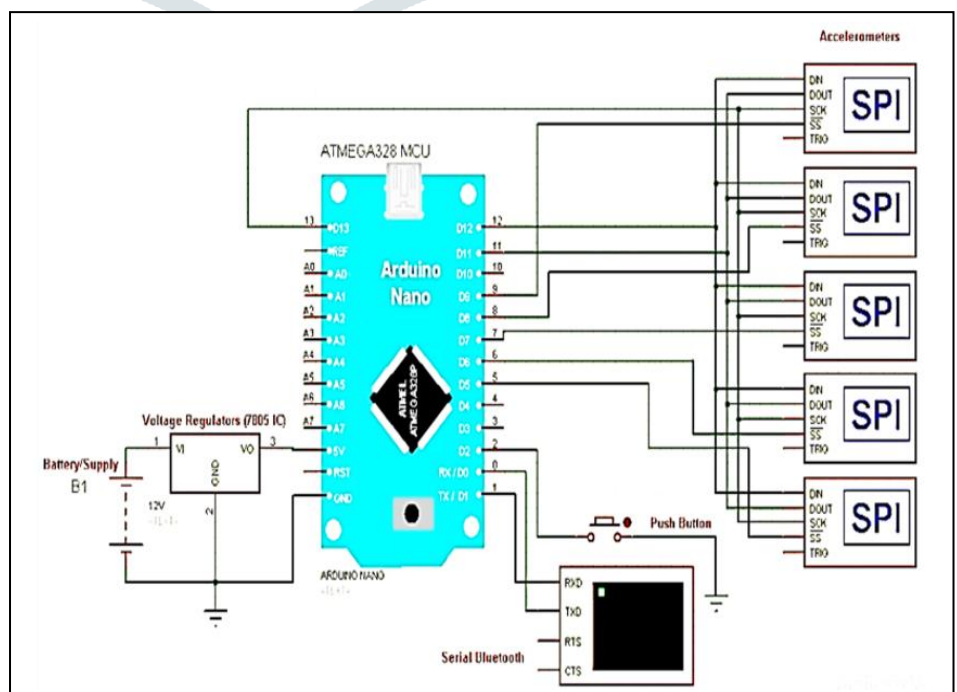 Accelerometers
DIN
DOUT
SCK
SS
TRIG
SPI
DIN
DOUT
SCK
SS
TRIG
SPI
DIN
DOUT
SCK
SS
TRIG
SPI
DIN
DOUT
SCK
SS
TRIG
SPI
DIN
DOUT
SCK
SS
TRIG
SPI
ATMEGA328 MCU
Arduino
Nano
13 D13
REF
A0 A0
A1 A1
A2 A2
A3 A3
A4 A4
A5 A5
A6 A6
A7 A7
5V
RST
GND
D12 12
D11 11
D10 10
D9 9
D8 8
D7 7
D6 6
D5 5
D4 4
D3 3
D2 2
RX / D0 0
TX / D1 1
ATMEL
ATMEGA328P
ARDUINO NANO
<TEXT>
Voltage Regulators (7805 IC)
1 VI VO 3
GND
2
Battery/Supply
B1
12V
<TEXT>
Push Button
RXD
TXD
RTS
CTS
Serial Bluetooth